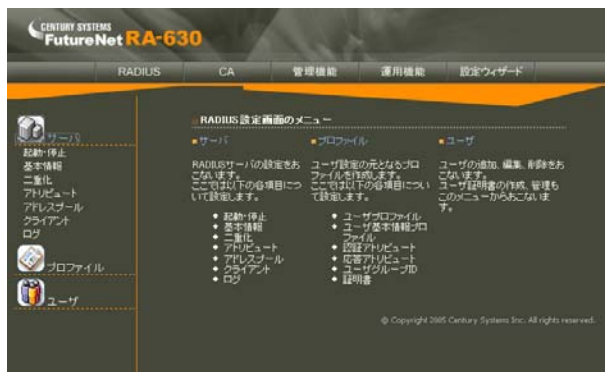 CENTURY SYSTEMS
FutureNet RA-630
RADIUS
CA
管理機能
運用機能
設定ウィザード
サーバ
起動・停止
基本情報
二重化
アトリビュート
アドレスプール
クライアント
ログ
プロファイル
ユーザ
RADIUS設定画面のメニュー
サーバ
RADIUSサーバの設定をお
こないます。
ここでは以下の各項目につ
いて設定します。
起動・停止
基本情報
二重化
アトリビュート
アドレスプール
クライアント
ログ
プロファイル
ユーザ設定の元となるプロ
ファイルを作成します。
ここでは以下の各項目につい
て設定します。
ユーザプロファイル
ユーザ基本情報プロ
ファイル
認証アトリビュート
応答アトリビュート
ユーザグループID
証明書
ユーザ
ユーザの追加、編集、削除をお
こないます。
ユーザ証明書の作成、管理も
このメニューからおこないま
す。
© Copyright 2005 Century Systems Inc. All rights reserved.